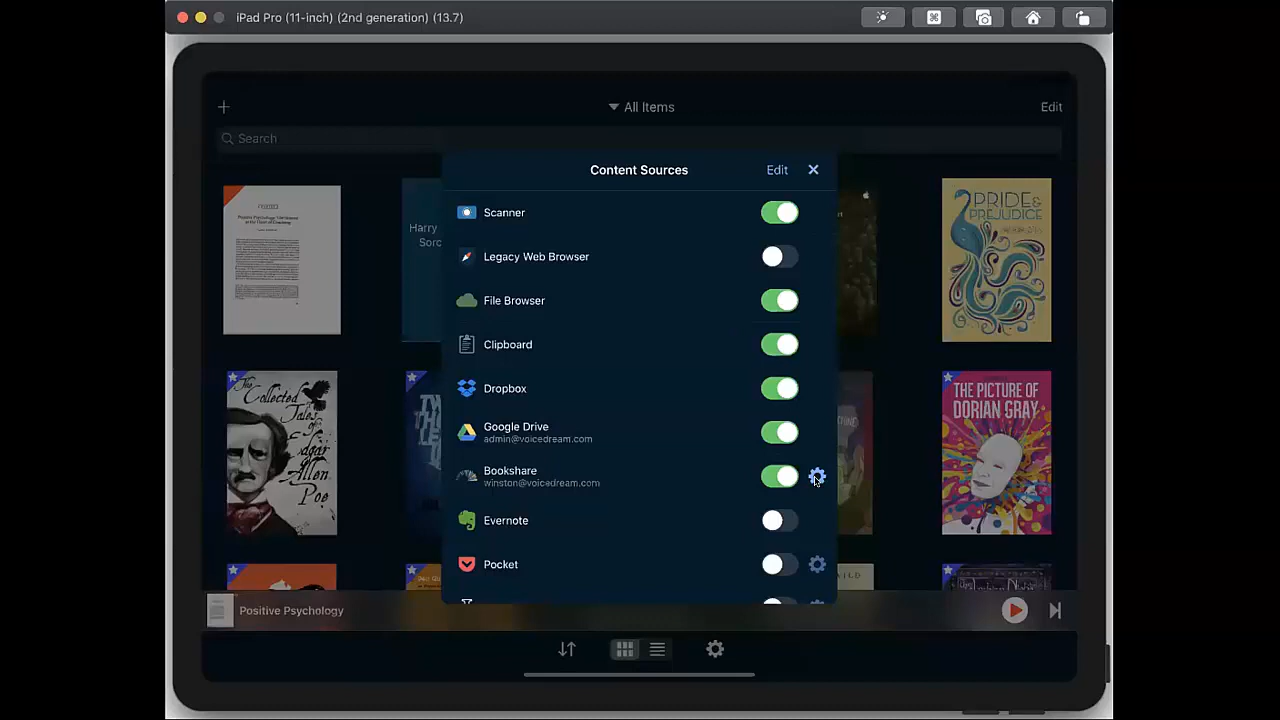 iPad Pro (11-inch) (2nd generation) (13.7)
All Items
Edit
Search
Content Sources
Edit
Scanner
Legacy Web Browser
File Browser
Clipboard
Dropbox
Google Drive
admin@voicedream.com
Bookshare
winston@voicedream.com
Evernote
Pocket
Harry
Sorc
PRIDE &
PREJUDICE
The Collected
Tales of
Edgar
Allen
Poe
THE PICTURE OF
DORIAN GRAY
Positive Psychology